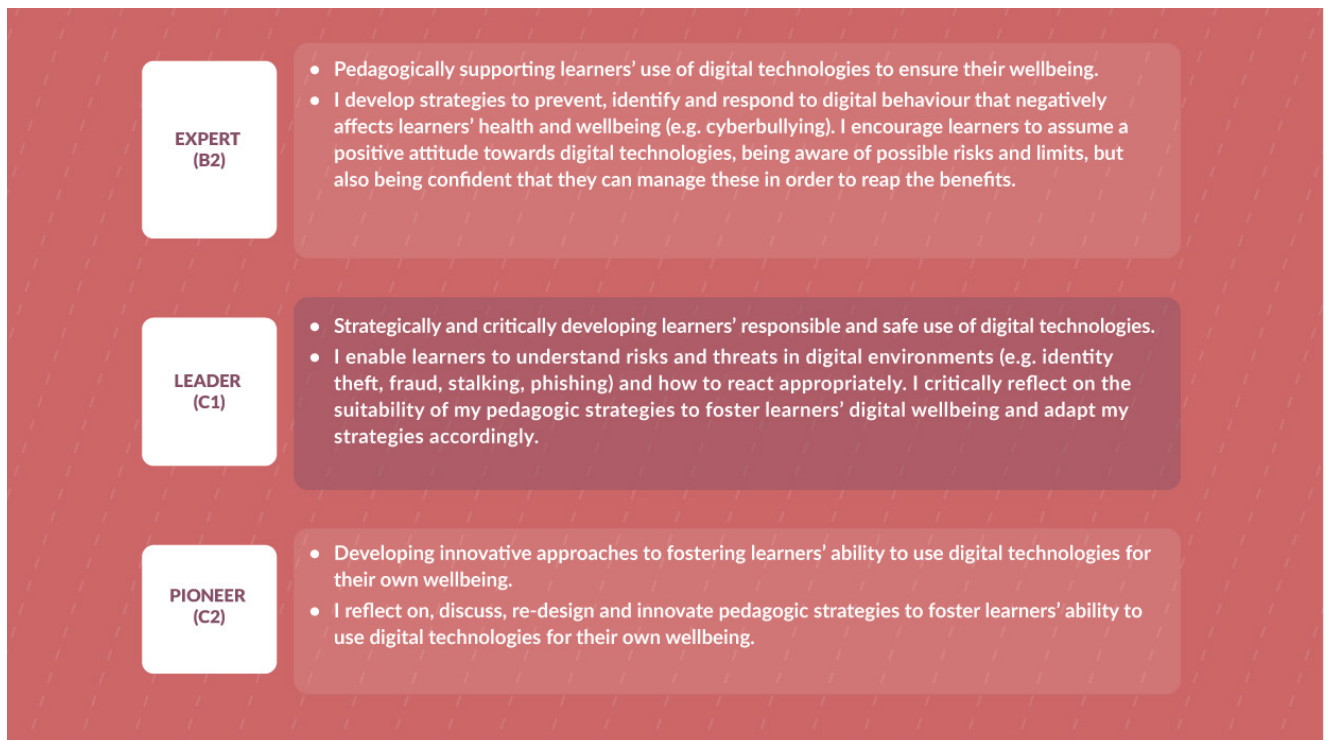 EXPERT
(B2)
● Pedagogically supporting learners’ use of digital technologies to ensure their wellbeing.
● I develop strategies to prevent, identify and respond to digital behaviour that negatively
affects learners’ health and wellbeing (e.g. cyberbullying). I encourage learners to assume a
positive attitude towards digital technologies, being aware of possible risks and limits, but
also being confident that they can manage these in order to reap the benefits.
LEADER
(C1)
● Strategically and critically developing learners’ responsible and safe use of digital technologies.
● I enable learners to understand risks and threats in digital environments (e.g. identity
theft, fraud, stalking, phishing) and how to react appropriately. I critically reflect on the
suitability of my pedagogic strategies to foster learners’ digital wellbeing and adapt my
strategies accordingly.
PIONEER
(C2)
● Developing innovative approaches to fostering learners’ ability to use digital technologies for
their own wellbeing.
● I reflect on, discuss, re-design and innovate pedagogic strategies to foster learners’ ability to
use digital technologies for their own wellbeing.